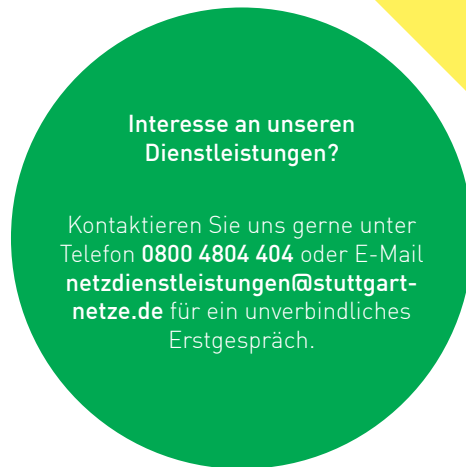 Interesse an unseren
Dienstleistungen?
Kontaktieren Sie uns gerne unter
Telefon 0800 4804 404 oder E-Mail
netzdienstleistungen@stuttgart-
netze.de für ein unverbindliches
Erstgespräch.